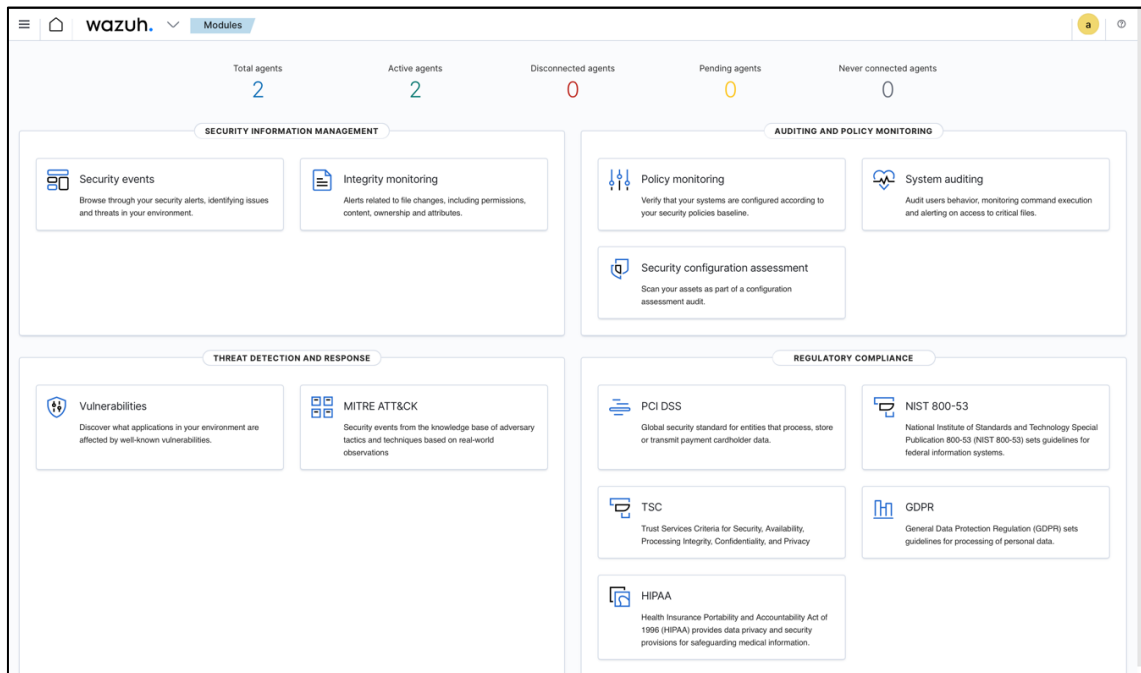 wazuh. Modules a
Total agents Active agents Disconnected agents Pending agents Never connected agents
2 2 0 0 0
SECURITY INFORMATION MANAGEMENT
Security events
Browse through your security alerts, identifying issues
and threats in your environment.
Integrity monitoring
Alerts related to file changes, including permissions,
content, ownership and attributes.
AUDITING AND POLICY MONITORING
Policy monitoring
Verify that your systems are configured according to
your security policies baseline.
System auditing
Audit users behavior, monitoring command execution
and alerting on access to critical files.
Security configuration assessment
Scan your assets as part of a configuration
assessment audit.
THREAT DETECTION AND RESPONSE
Vulnerabilities
Discover what applications in your environment are
affected by well-known vulnerabilities.
MITRE ATT&CK
Security events from the knowledge base of adversary
tactics and techniques based on real-world
observations
REGULATORY COMPLIANCE
PCI DSS
Global security standard for entities that process, store
or transmit payment cardholder data.
NIST 800-53
National Institute of Standards and Technology Special
Publication 800-53 (NIST 800-53) sets guidelines for
federal information systems.
TSC
Trust Services Criteria for Security, Availability,
Processing Integrity, Confidentiality, and Privacy
GDPR
General Data Protection Regulation (GDPR) sets
guidelines for processing of personal data.
HIPAA
Health Insurance Portability and Accountability Act of
1996 (HIPAA) provides data privacy and security
provisions for safeguarding medical information.